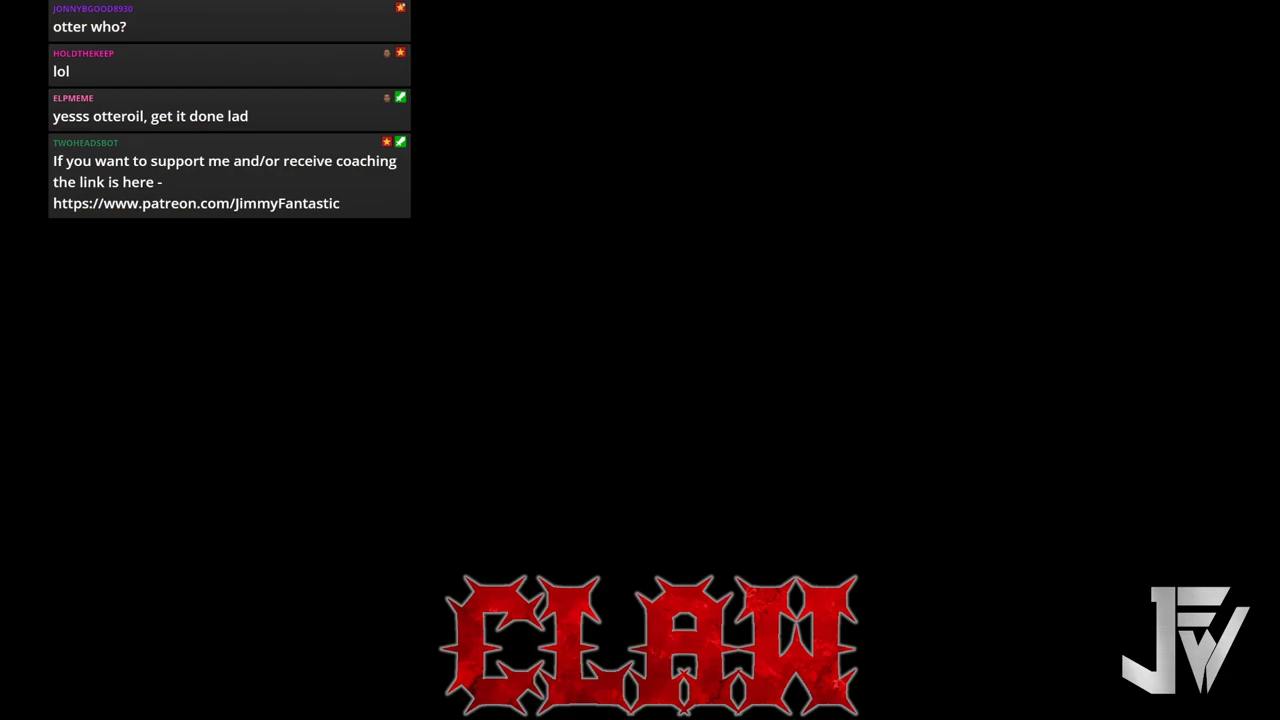 JONNYBGOOD8930
otter who?
HOLDTHEKEEP
lol
ELPMEME
yesss otteroil, get it done lad
TWOHEADSBOT
If you want to support me and/or receive coaching
the link is here -
https://www.patreon.com/JimmyFantastic
CLAW
JFW